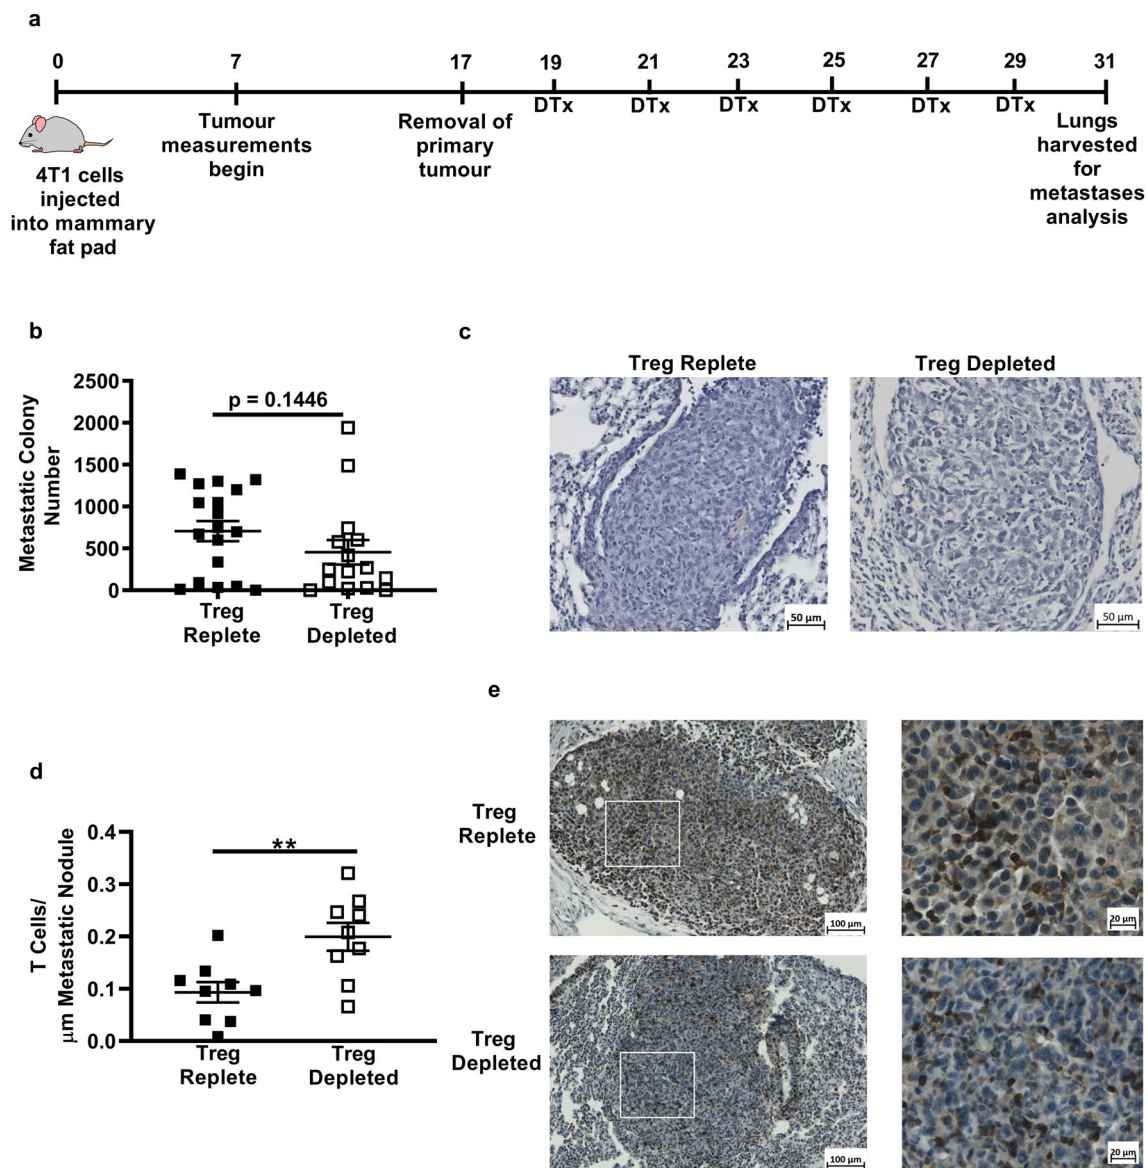 a
0 7 17 19 21 23 25 27 29 31
DTx DTx DTx DTx DTx DTx
4T1 cells
injected
into mammary
fat pad
Tumour
measurements
begin
Removal of
primary
tumour
Lungs
harvested
for
metastases
analysis
b
Metastatic Colony
Number
2500
2000
1500
1000
500
0
p = 0.1446
Treg
Replete
Treg
Depleted
c
Treg Replete
Treg Depleted
50 µm
50 µm
d
T Cells/
µm Metastatic Nodule
0.4
0.3
0.2
0.1
0.0
**
Treg
Replete
Treg
Depleted
e
Treg
Replete
100 µm
20 µm
Treg
Depleted
100 µm
20 µm